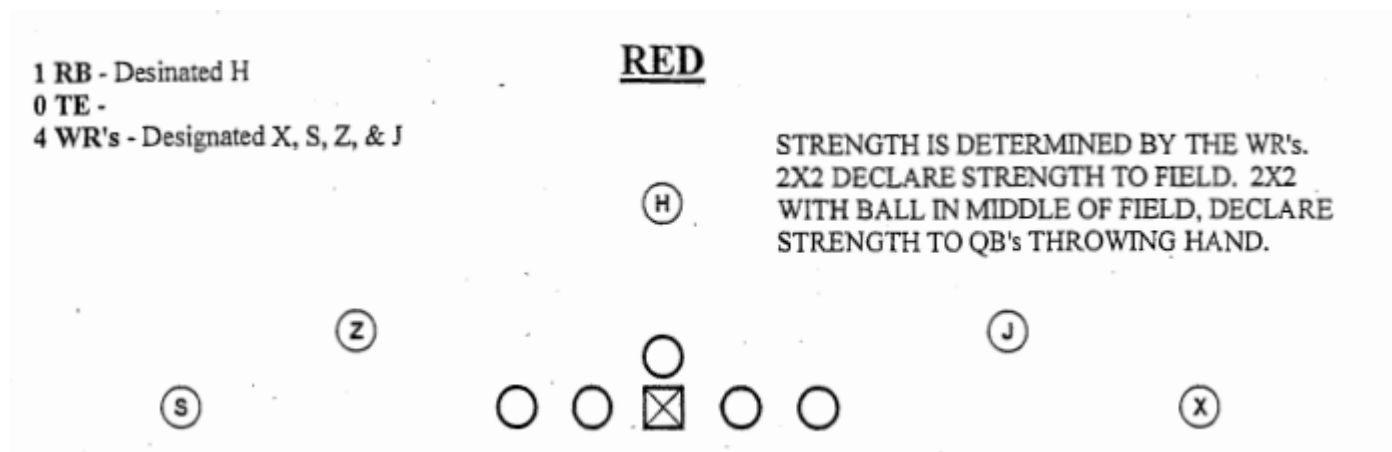 RED
1 RB - Desinated H
0 TE -
4 WR's - Designated X, S, Z, & J
STRENGTH IS DETERMINED BY THE WR's.
2X2 DECLARE STRENGTH TO FIELD. 2X2
WITH BALL IN MIDDLE OF FIELD, DECLARE
STRENGTH TO QB's THROWING HAND.
H
Z
J
S
X